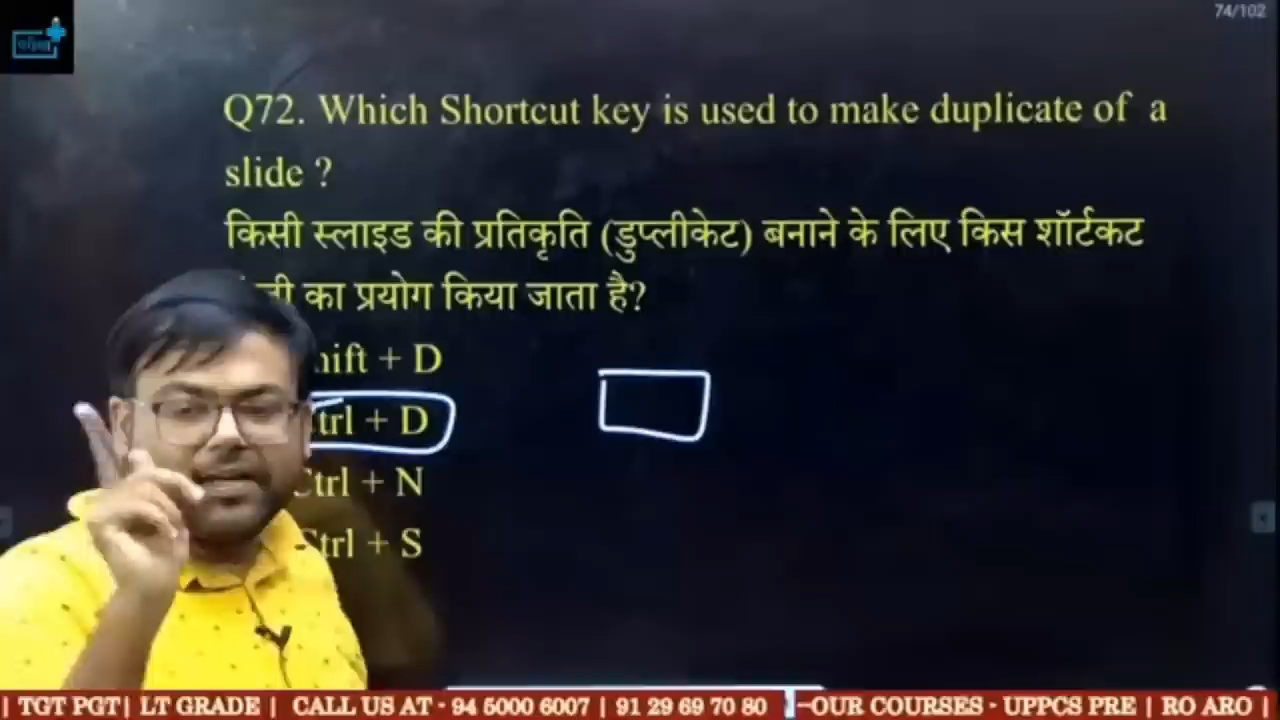 74/102
Q72. Which Shortcut key is used to make duplicate of a
slide ?
किसी स्लाइड की प्रतिकृति (डुप्लीकेट) बनाने के लिए किस शॉर्टकट
का प्रयोग किया जाता है?
hift + D
trl + D
Ctrl + N
Ctrl + S
| TGT PGT| LT GRADE | CALL US AT - 94 5000 6007 | 91 29 69 70 80 -OUR COURSES - UPPCS PRE | RO ARO |